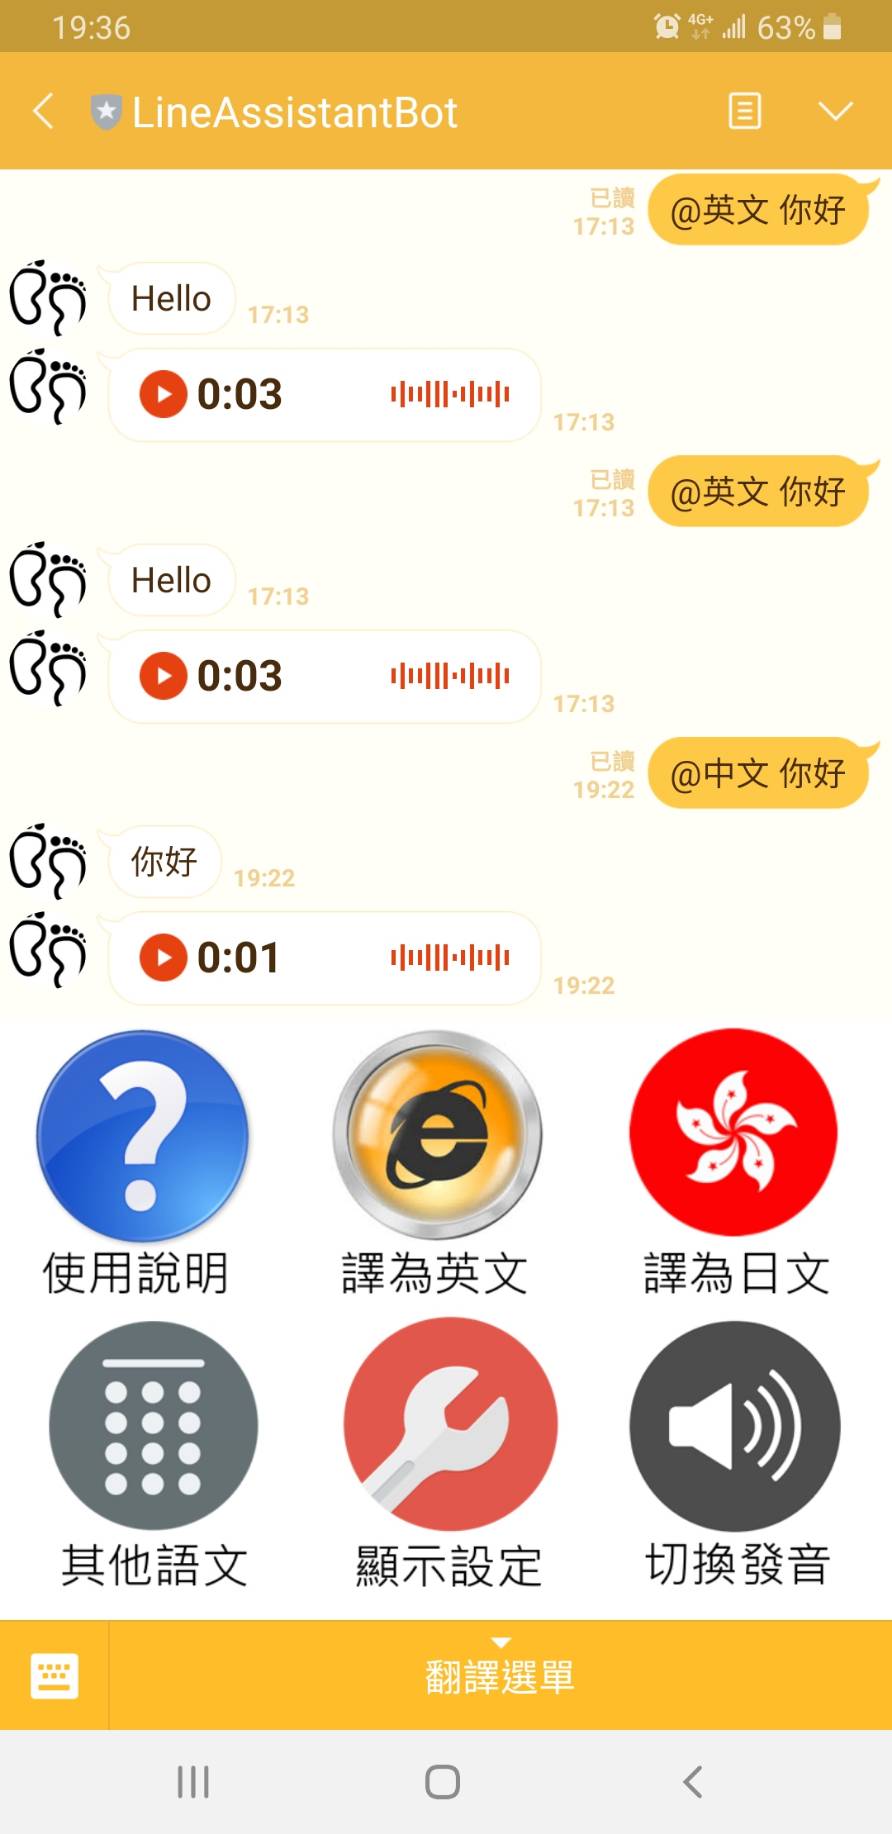 19:36
4G+ 63%
LineAssistantBot
已讀
17:13
@英文 你好
Hello
17:13
0:03
17:13
已讀
17:13
@英文 你好
Hello
17:13
0:03
17:13
已讀
19:22
@中文 你好
你好
19:22
0:01
19:22
使用說明
譯為英文
譯為日文
其他語文
顯示設定
切換發音
翻譯選單